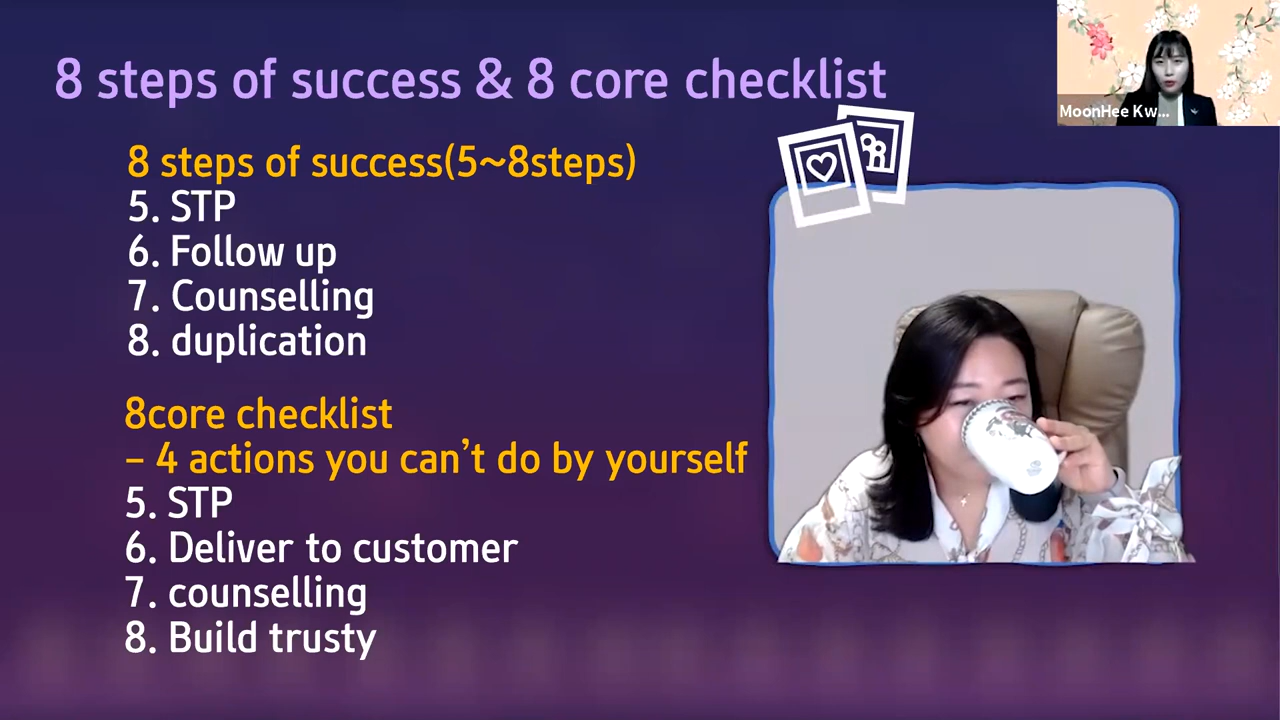 8 steps of success & 8 core checklist
MoonHee Kw...
8 steps of success(5~8steps)
5. STP
6. Follow up
7. Counselling
8. duplication
8core checklist
– 4 actions you can’t do by yourself
5. STP
6. Deliver to customer
7. counselling
8. Build trusty